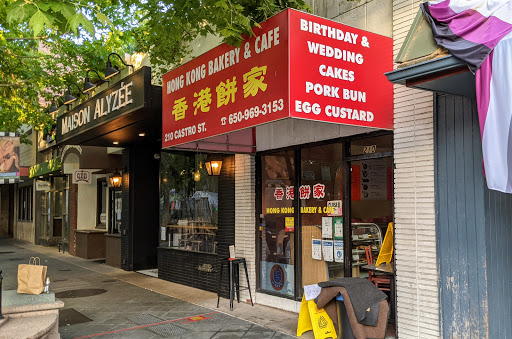 MAISON ALYZÉE
HONG KONG BAKERY & CAFE
香港餅家
210 CASTRO ST. ☎ 650-969-3153
BIRTHDAY &
WEDDING
CAKES
PORK BUN
EGG CUSTARD
210
香港餅家
HONG KONG BAKERY & CAFE